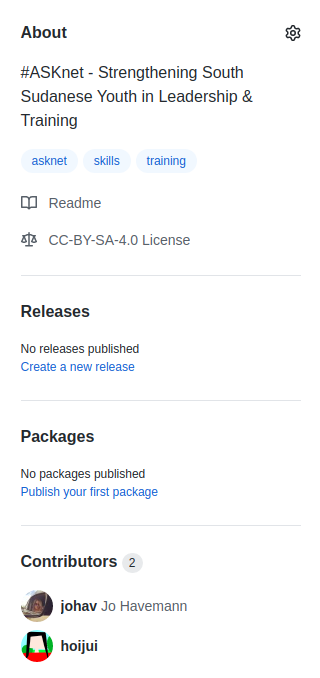 About
#ASKnet - Strengthening South
Sudanese Youth in Leadership &
Training
asknet skills training
Readme
CC-BY-SA-4.0 License
Releases
No releases published
Create a new release
Packages
No packages published
Publish your first package
Contributors 2
johav Jo Havemann
hoijui